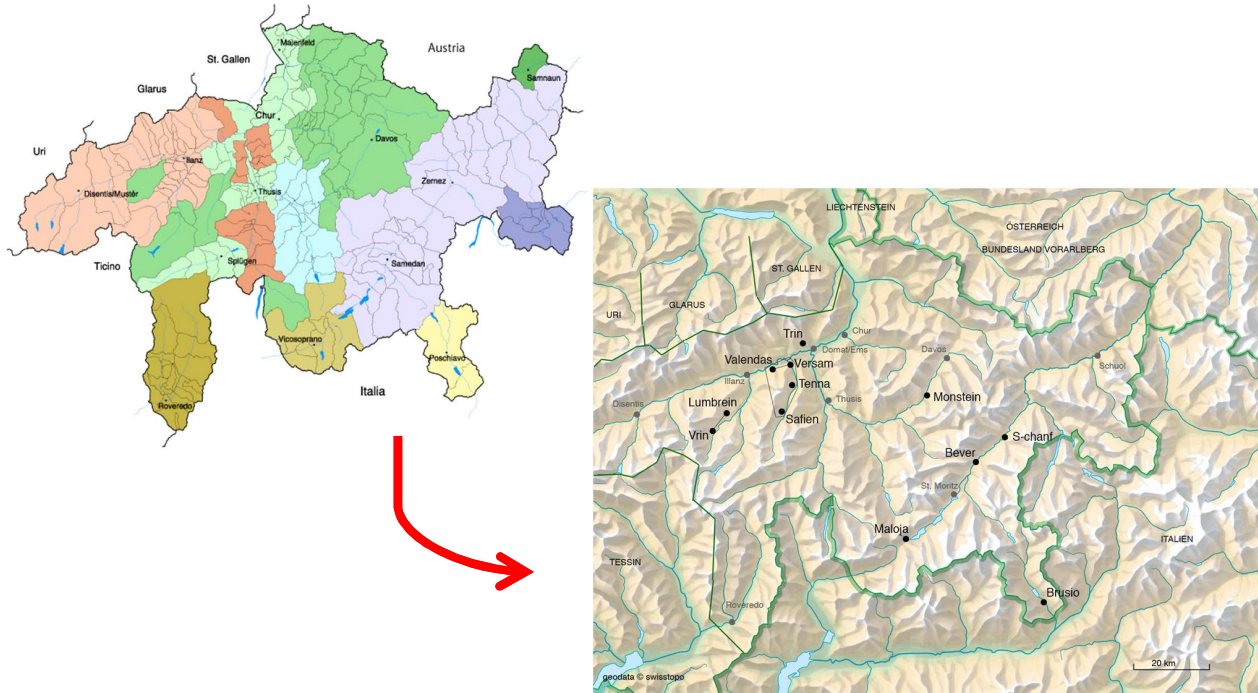 Maienfeld
Austria
St. Gallen
Samnaun
Glarus
Chur
Uri
Davos
Ilanz
Zernez
Disentis/Mustér
Thusis
Ticino
Splügen
Samedan
Vicosoprano
Poschiavo
Italia
Roveredo
LIECHTENSTEIN
ÖSTERREICH
BUNDESLAND VORARLBERG
ST. GALLEN
GLARUS
URI
Trin
Chur
Domat/Ems
Davos
Valendas
Versam
Schuol
Illanz
Tenna
Disentis
Lumbrein
Thusis
Monstein
Safien
Vrin
S-chanf
Bever
St. Moritz
Maloja
TESSIN
ITALIEN
Brusio
Roveredo
20 km
geodata © swisstopo